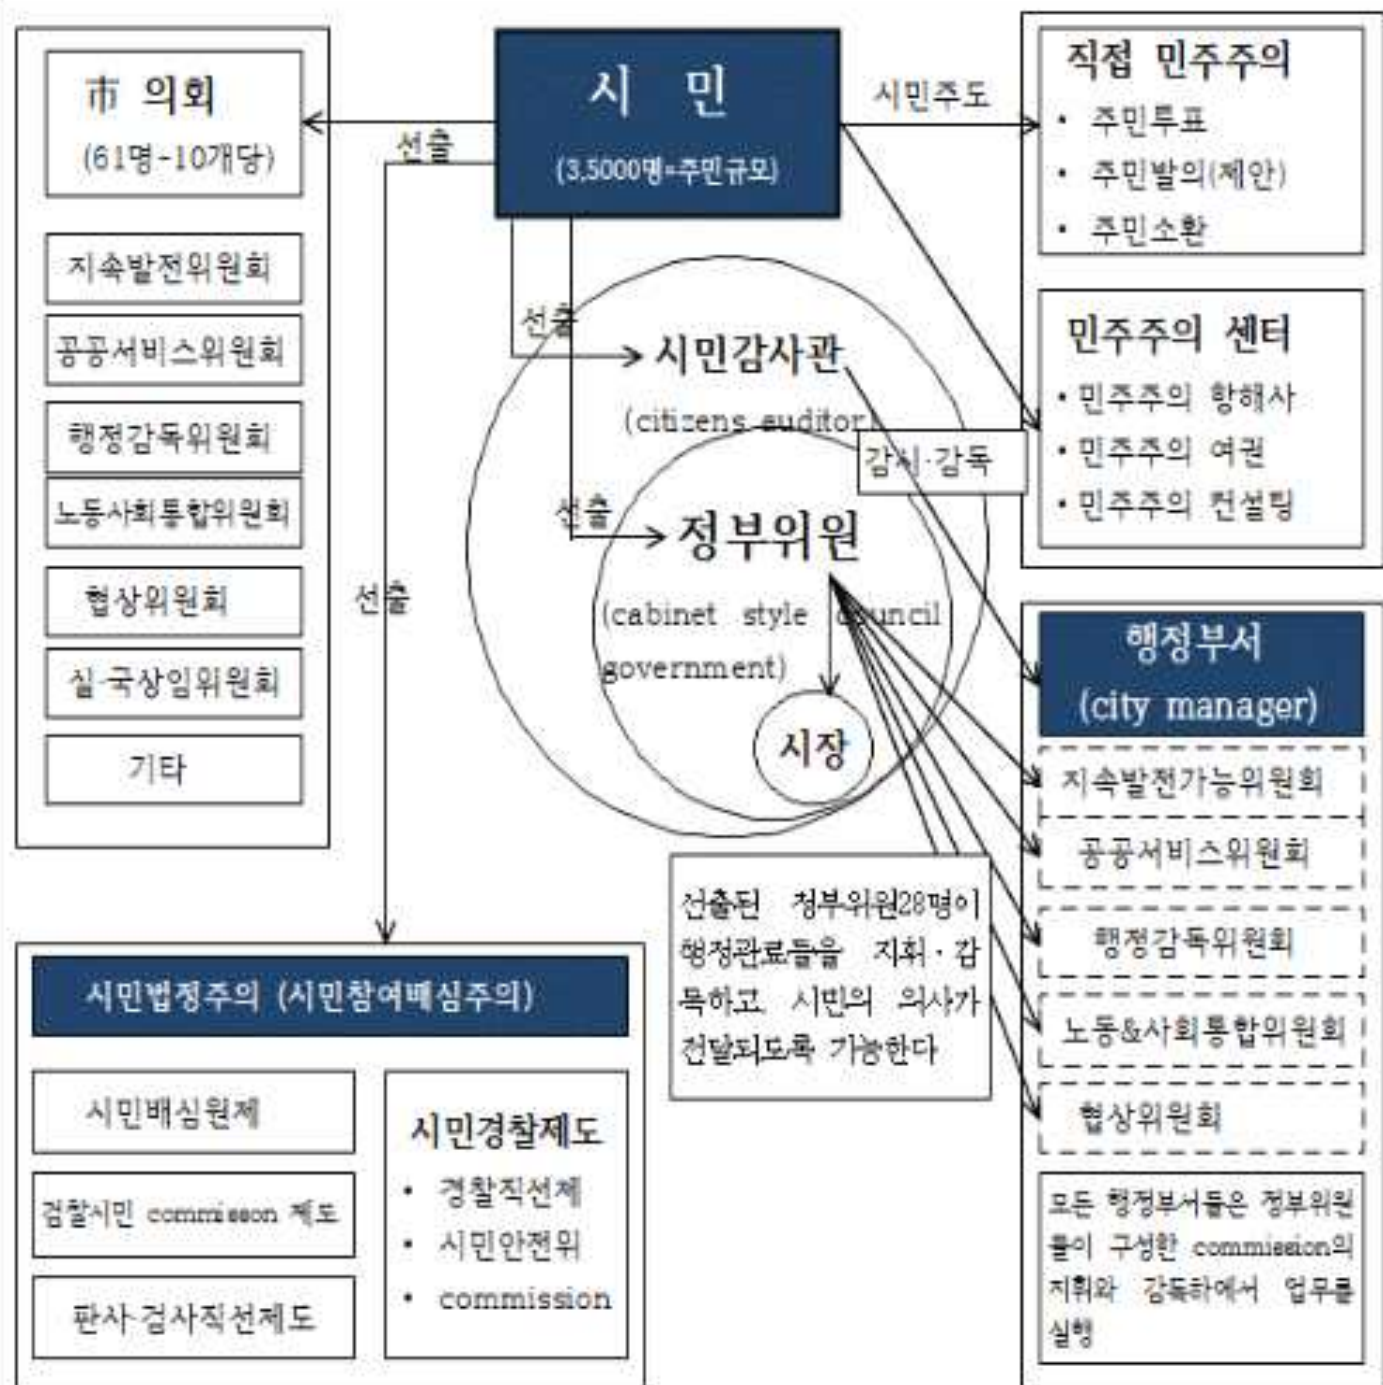 市 의회
(61명-10개당)
지속발전위원회
공공서비스위원회
행정감독위원회
노동사회통합위원회
협상위원회
실·국상임위원회
기타
선출
시 민
(3,5000명=주민규모)
시민주도
직접 민주주의
• 주민투표
• 주민발의(제안)
• 주민소환
민주주의 센터
• 민주주의 항해사
• 민주주의 여권
• 민주주의 컨설팅
선출
시민감사관
(citizens auditor)
감시·감독
선출
정부위원
(cabinet style council
government)
시장
선출
행정부서
(city manager)
지속발전가능위원회
공공서비스위원회
행정감독위원회
노동&사회통합위원회
협상위원회
모든 행정부서들은 정부위원
들이 구성한 commission의
지휘와 감독하에서 업무를
실행
선출된 정부위원28명이
행정관료들을 지휘·감
독하고, 시민의 의사가
전달되도록 기능한다
시민법정주의 (시민참여배심주의)
시민배심원제
검찰시민 commisson 제도
판사·검사직선제도
시민경찰제도
• 경찰직선제
• 시민안전위
• commission